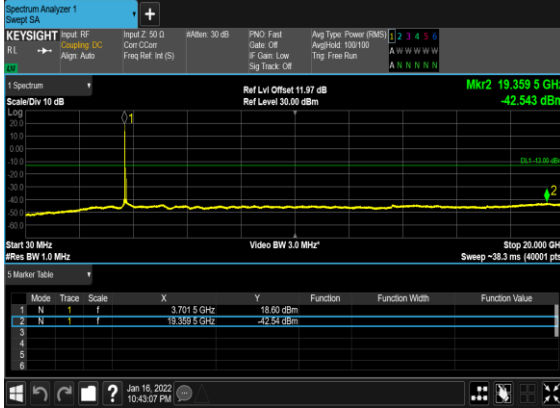 Spectrum Analyzer 1
Swept SA
+
KEYSIGHT Input: RF Input Z: 50 Ω #Atten: 30 dB PNO: Fast Avg Type: Power (RMS) 1 2 3 4 5 6
RL Coupling: DC Corr CCorr Gate: Off Avg|Hold: 100/100 A W W W W W
Align: Auto Freq Ref: Int (S) IF Gain: Low Trig: Free Run
Sig Track: Off A N N N N N
1 Spectrum Ref Lvl Offset 11.97 dB Mkr2 19.359 5 GHz
Scale/Div 10 dB Ref Level 30.00 dBm -42.543 dBm
Log
20.0
10.0
0.00
-10.0
DL1 -13.00 dBm
-20.0
-30.0
-40.0
-50.0
-60.0
1
2
Start 30 MHz Video BW 3.0 MHz* Stop 20.000 GH
#Res BW 1.0 MHz Sweep ~38.3 ms (40001 pts
5 Marker Table
Mode Trace Scale X Y Function Function Width Function Value
1 N 1 f 3.701 5 GHz 18.60 dBm
2 N 1 f 19.359 5 GHz -42.54 dBm
3
4
5
6
? Jan 16, 2022
10:43:07 PM